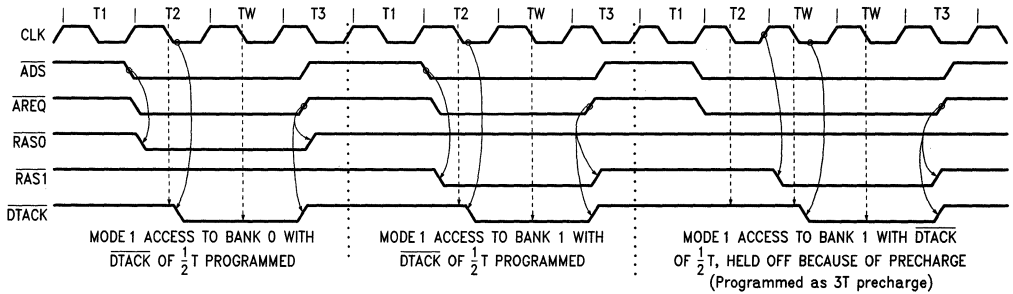 T1 T2 TW T3 T1 T2 TW T3 T1 T2 TW TW T3
CLK
ADS
AREQ
RAS0
RAS1
DTACK
MODE 1 ACCESS TO BANK 0 WITH
DTACK OF 1/2 T PROGRAMMED
MODE 1 ACCESS TO BANK 1 WITH
DTACK OF 1/2 T PROGRAMMED
MODE 1 ACCESS TO BANK 1 WITH DTACK
OF 1/2 T, HELD OFF BECAUSE OF PRECHARGE
(Programmed as 3T precharge)